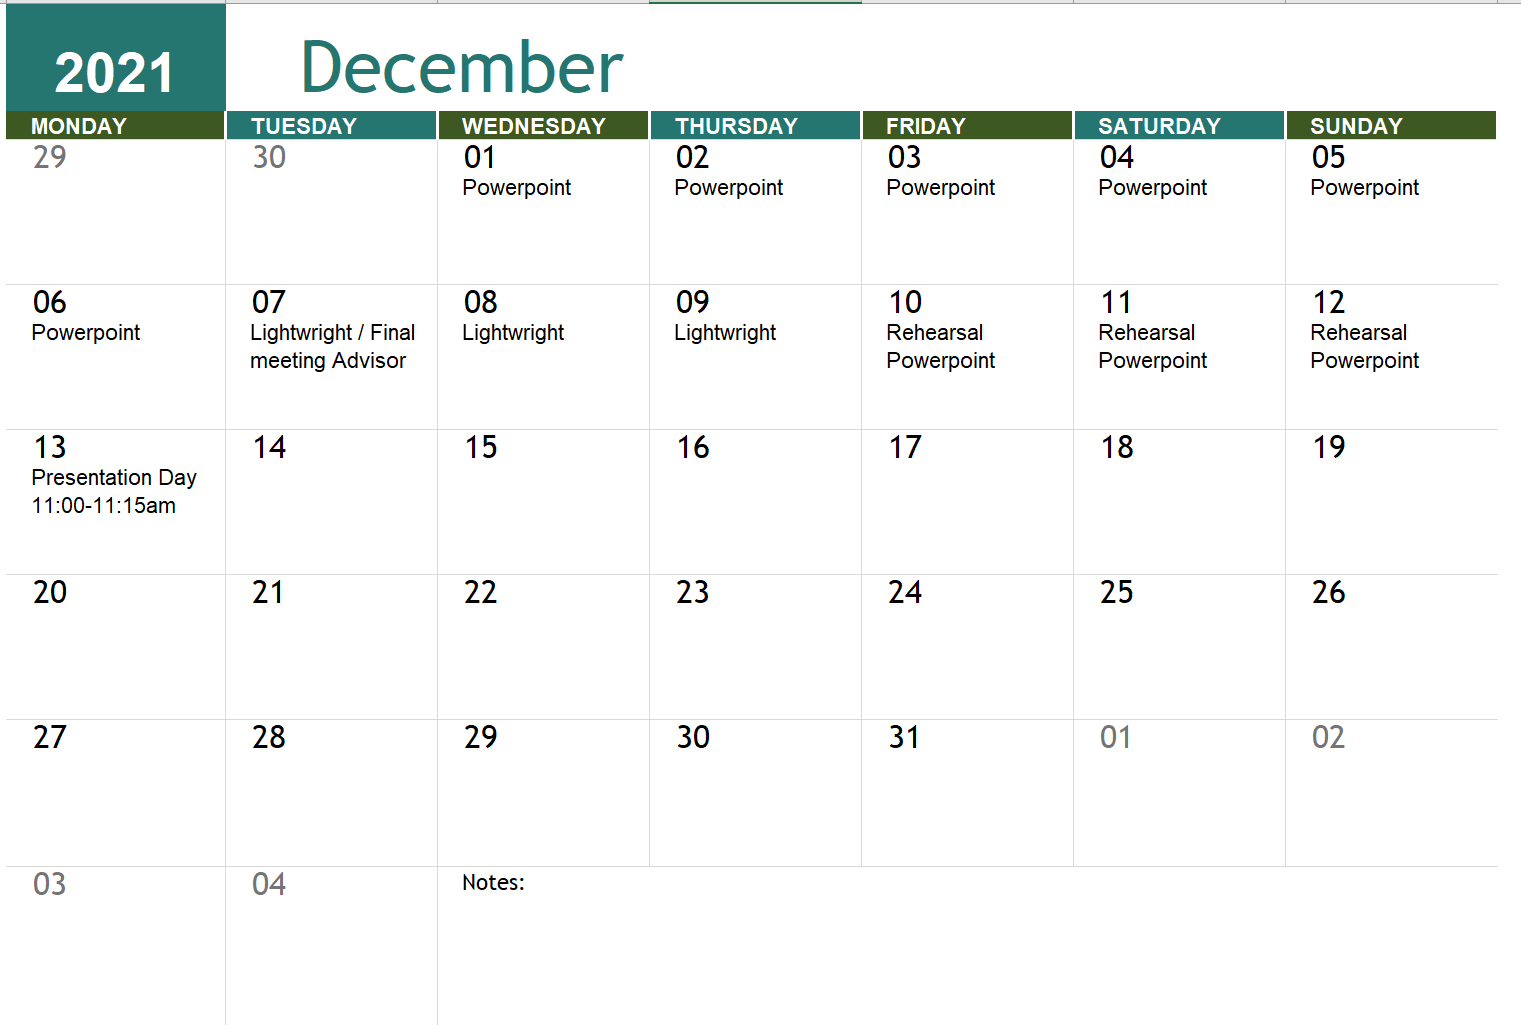 2021 December
MONDAY TUESDAY WEDNESDAY THURSDAY FRIDAY SATURDAY SUNDAY
29 30 01 02 03 04 05
Powerpoint Powerpoint Powerpoint Powerpoint Powerpoint
06 07 08 09 10 11 12
Powerpoint Lightwright / Final Lightwright Lightwright Rehearsal Rehearsal Rehearsal
meeting Advisor Powerpoint Powerpoint Powerpoint
13 14 15 16 17 18 19
Presentation Day
11:00-11:15am
20 21 22 23 24 25 26
27 28 29 30 31 01 02
03 04 Notes: